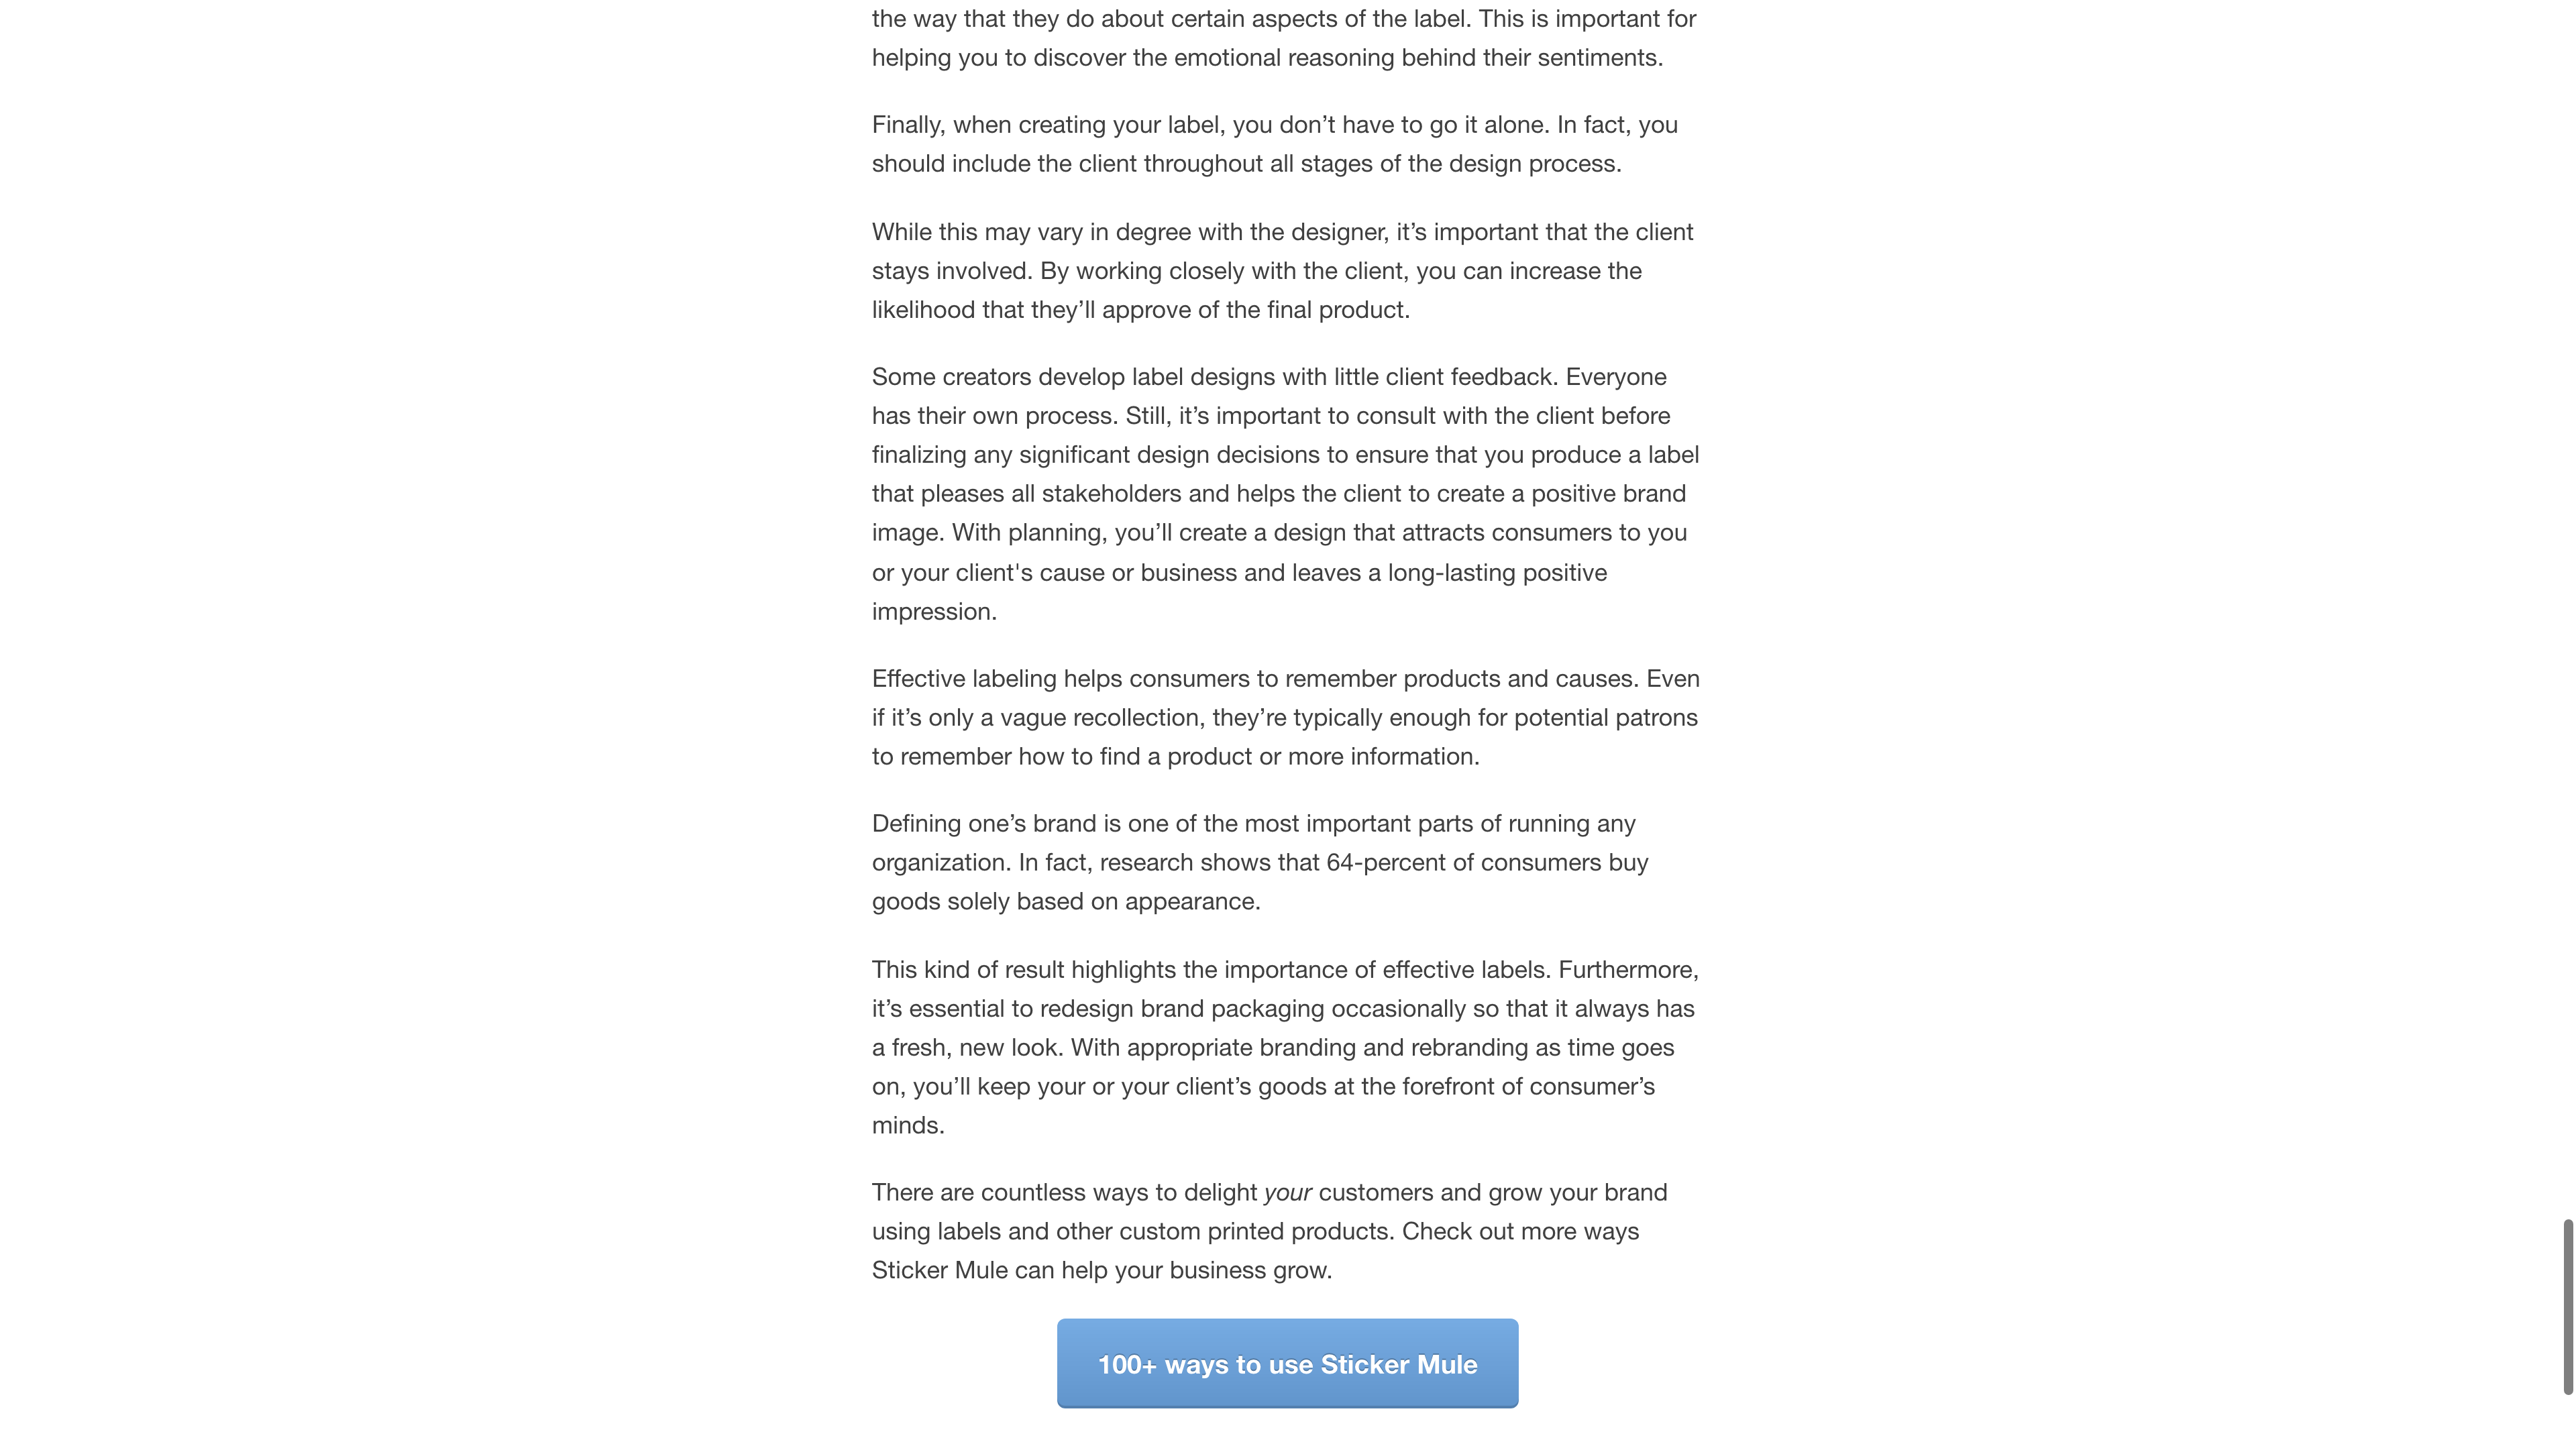 the way that they do about certain aspects of the label. This is important for
helping you to discover the emotional reasoning behind their sentiments.
Finally, when creating your label, you don’t have to go it alone. In fact, you
should include the client throughout all stages of the design process.
While this may vary in degree with the designer, it’s important that the client
stays involved. By working closely with the client, you can increase the
likelihood that they’ll approve of the final product.
Some creators develop label designs with little client feedback. Everyone
has their own process. Still, it’s important to consult with the client before
finalizing any significant design decisions to ensure that you produce a label
that pleases all stakeholders and helps the client to create a positive brand
image. With planning, you’ll create a design that attracts consumers to you
or your client's cause or business and leaves a long-lasting positive
impression.
Effective labeling helps consumers to remember products and causes. Even
if it’s only a vague recollection, they’re typically enough for potential patrons
to remember how to find a product or more information.
Defining one’s brand is one of the most important parts of running any
organization. In fact, research shows that 64-percent of consumers buy
goods solely based on appearance.
This kind of result highlights the importance of effective labels. Furthermore,
it’s essential to redesign brand packaging occasionally so that it always has
a fresh, new look. With appropriate branding and rebranding as time goes
on, you’ll keep your or your client’s goods at the forefront of consumer’s
minds.
There are countless ways to delight your customers and grow your brand
using labels and other custom printed products. Check out more ways
Sticker Mule can help your business grow.
100+ ways to use Sticker Mule